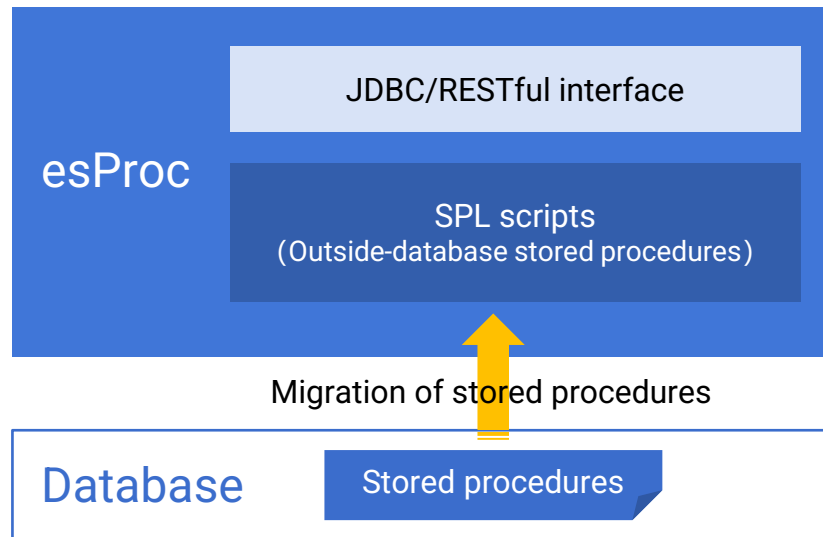 JDBC/RESTful interface
esProc
SPL scripts
(Outside-database stored procedures)
Migration of stored procedures
Database
Stored procedures